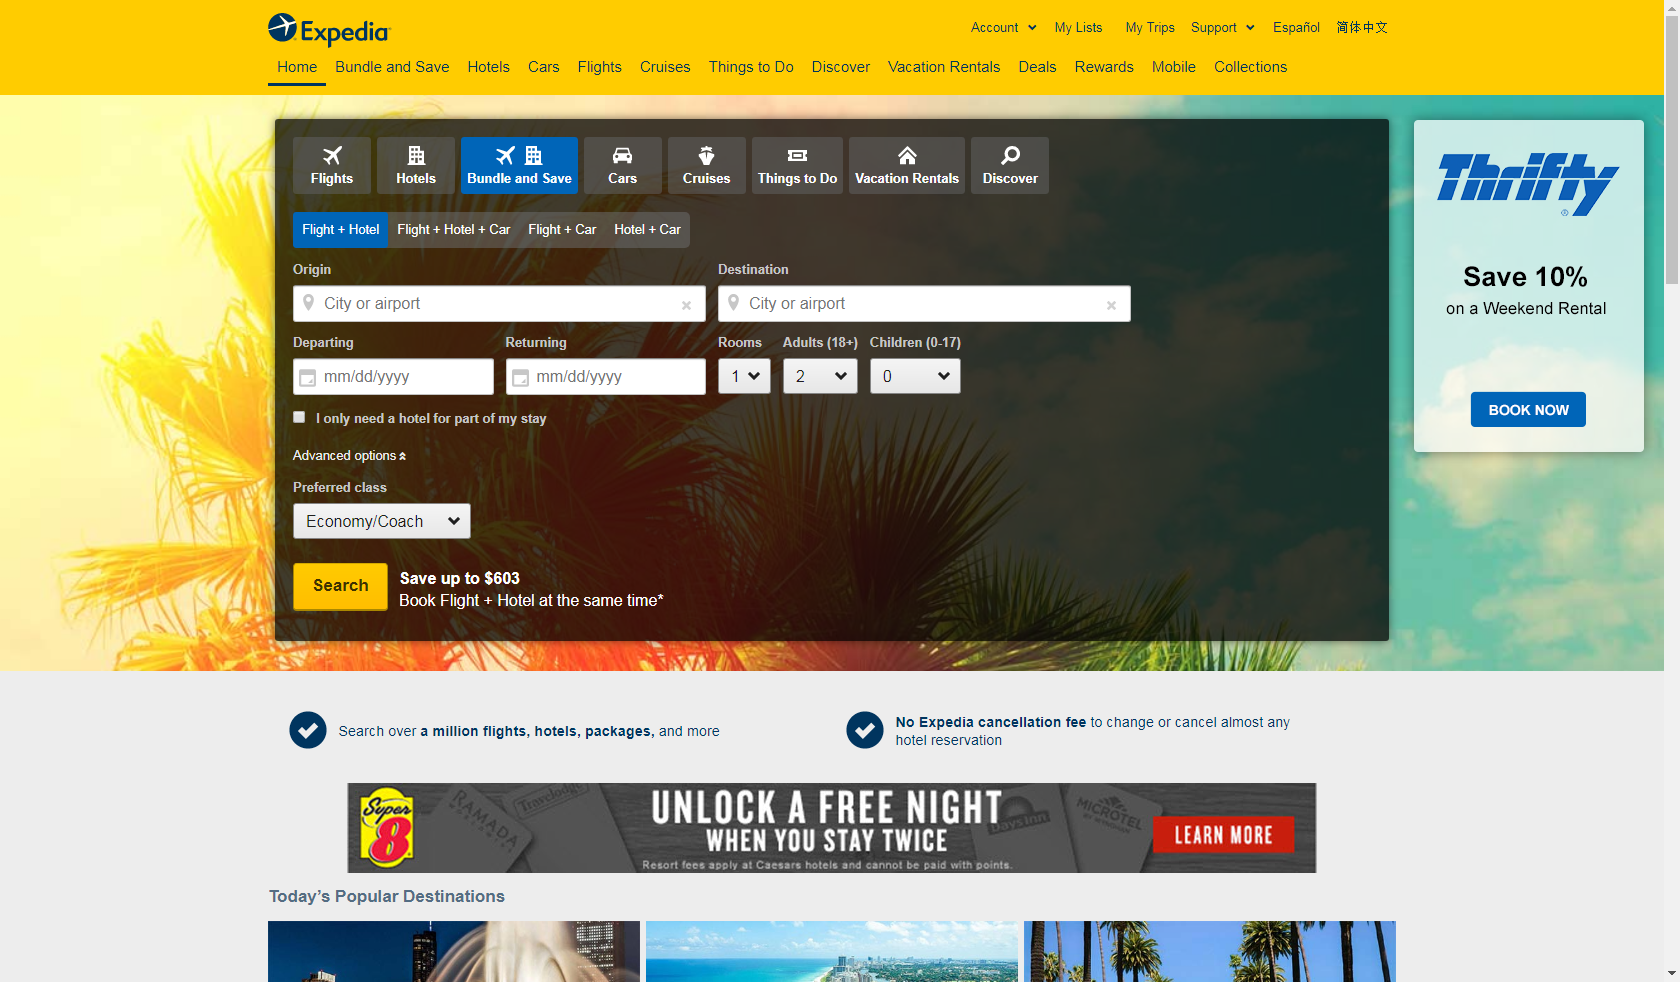 Expedia
Account My Lists My Trips Support Español 简体中文
Home Bundle and Save Hotels Cars Flights Cruises Things to Do Discover Vacation Rentals Deals Rewards Mobile Collections
Flights Hotels Bundle and Save Cars Cruises Things to Do Vacation Rentals Discover
Flight + Hotel Flight + Hotel + Car Flight + Car Hotel + Car
Origin Destination
City or airport City or airport
Departing Returning Rooms Adults (18+) Children (0-17)
mm/dd/yyyy mm/dd/yyyy 1 2 0
I only need a hotel for part of my stay
Advanced options
Preferred class
Economy/Coach
Search
Save up to $603
Book Flight + Hotel at the same time*
Thrifty®
Save 10%
on a Weekend Rental
BOOK NOW
Search over a million flights, hotels, packages, and more
No Expedia cancellation fee to change or cancel almost any
hotel reservation
Super
8
RAMADA
Travelodge
UNLOCK A FREE NIGHT
WHEN YOU STAY TWICE
Resort fees apply at Caesars hotels and cannot be paid with points.
Days Inn
MICROTEL
BY WYNDHAM
LEARN MORE
Today's Popular Destinations